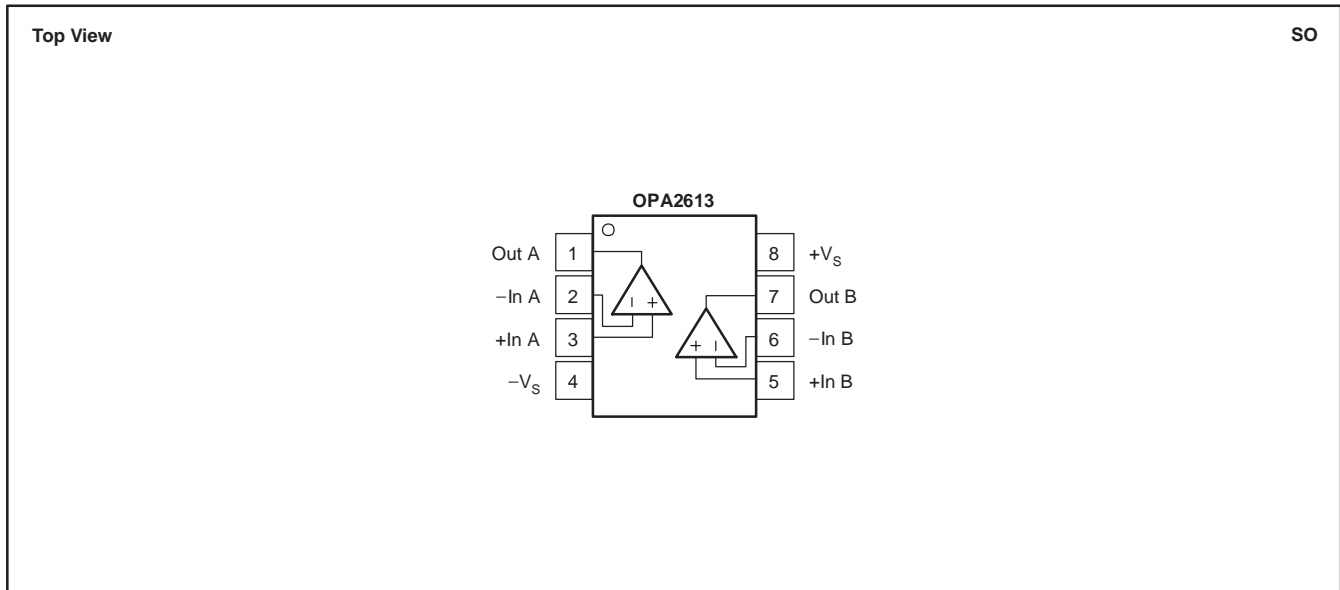 Top View
SO
OPA2613
Out A 1
−In A 2
+In A 3
−VS 4
8 +VS
7 Out B
6 −In B
5 +In B
− +
+ −